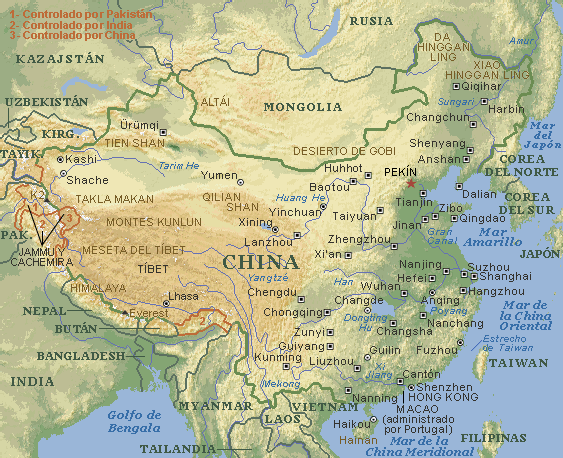 1- Controlado por Pakistán
2- Controlado por India
3- Controlado por China
RUSIA
DA
HINGGAN
LING
Amur
KAZAJSTÁN
XIAO
HINGGAN LING
Qiqihar
UZBEKISTÁN
ALTÁI
MONGOLIA
Sungari
Harbin
Changchun
Mar
del
Japón
KIRG.
Ürümqi
TIEN SHAN
DESIERTO DE GOBI
Shenyang
Anshan
TAYIK.
Kashi
Tarim He
Yumen
Huhhot
PEKÍN
COREA
DEL NORTE
Shache
Baotou
K2
TAKLA MAKAN
QILIAN
SHAN
Huang He
Yinchuan
Tianjin
Dalian
COREA
DEL SUR
3
MONTES KUNLUN
Xining
Taiyuan
Zibo
Jinan
Qingdao
PAK.
Lanzhou
Zhengzhou
Gran
Canal
Mar
Amarillo
JAMMU Y
CACHEMIRA
MESETA DEL TÍBET
TÍBET
CHINA
Xi'an
JAPÓN
Yangtzé
Han
Nanjing
Hefei
Suzhou
Shanghai
HIMALAYA
Lhasa
Chengdu
Wuhan
Changde
Anqing
Hangzhou
NEPAL
Everest
2
Chongqing
Dongting
Hu
Poyang
Nanchang
Mar de
la China
Oriental
BUTÁN
Zunyi
Changsha
BANGLADESH
Guiyang
Kunming
Guilin
Fuzhou
Estrecho
de Taiwan
INDIA
Liuzhou
Xi
Jiang
TAIWAN
Mekong
Cantón
Shenzhen
Golfo de
Bengala
MYANMAR
VIETNAM
Nanning
HONG KONG
MACAO
(administrado
por Portugal)
LAOS
Haikou
Hainan
TAILANDIA
Mar de
la China Meridional
FILIPINAS